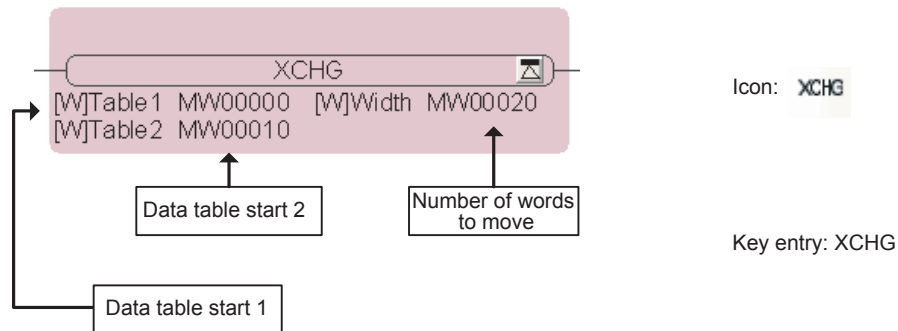 XCHG
[W]Table1 MW00000 [W]Width MW00020
[W]Table2 MW00010
Data table start 2
Number of words
to move
Data table start 1
Icon: XCHG
Key entry: XCHG